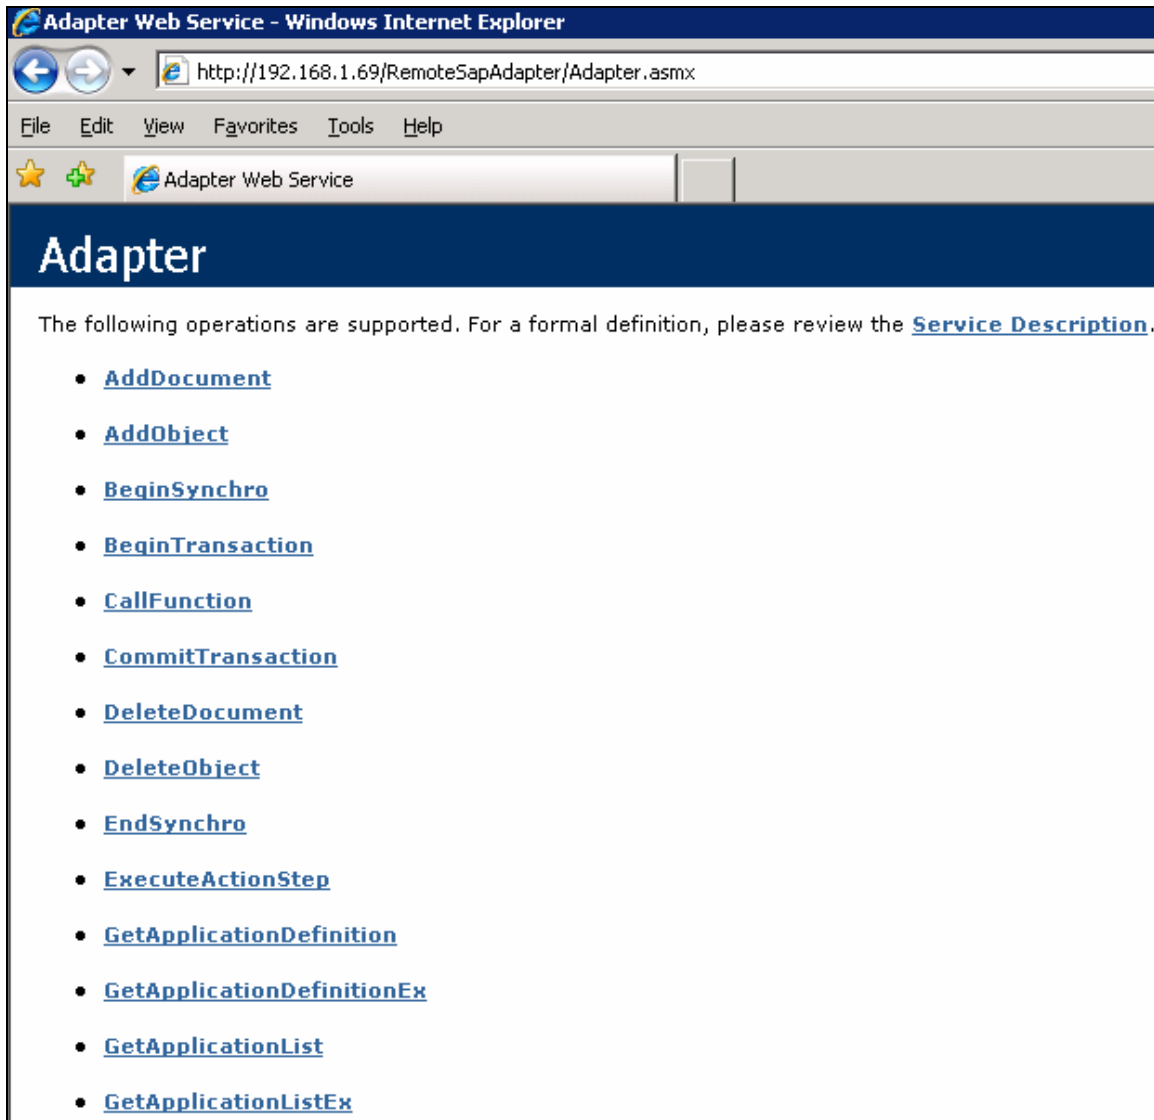 Adapter Web Service - Windows Internet Explorer
http://192.168.1.69/RemoteSapAdapter/Adapter.asmx
File Edit View Favorites Tools Help
Adapter Web Service
Adapter
The following operations are supported. For a formal definition, please review the Service Description.
• AddDocument
• AddObject
• BeginSynchro
• BeginTransaction
• CallFunction
• CommitTransaction
• DeleteDocument
• DeleteObject
• EndSynchro
• ExecuteActionStep
• GetApplicationDefinition
• GetApplicationDefinitionEx
• GetApplicationList
• GetApplicationListEx